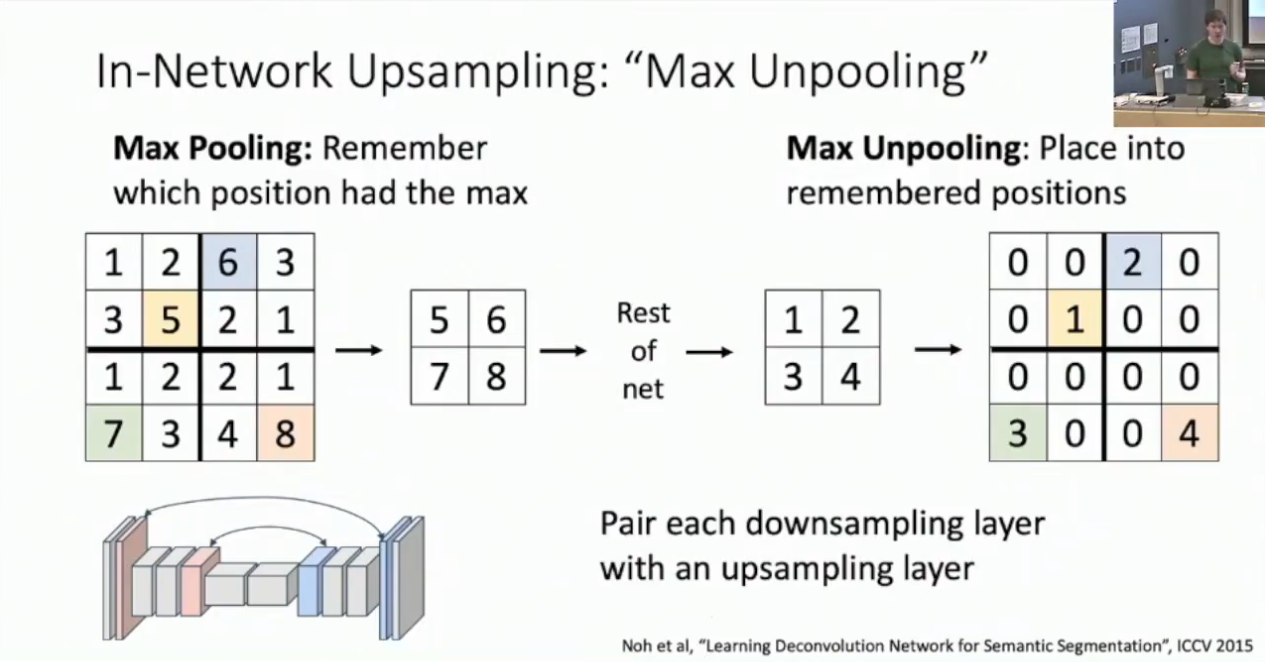 In-Network Upsampling: “Max Unpooling”
Max Pooling: Remember
which position had the max
Max Unpooling: Place into
remembered positions
1 2 6 3
3 5 2 1
1 2 2 1
7 3 4 8
5 6
7 8
Rest
of
net
1 2
3 4
0 0 2 0
0 1 0 0
0 0 0 0
3 0 0 4
Pair each downsampling layer
with an upsampling layer
Noh et al, “Learning Deconvolution Network for Semantic Segmentation”, ICCV 2015